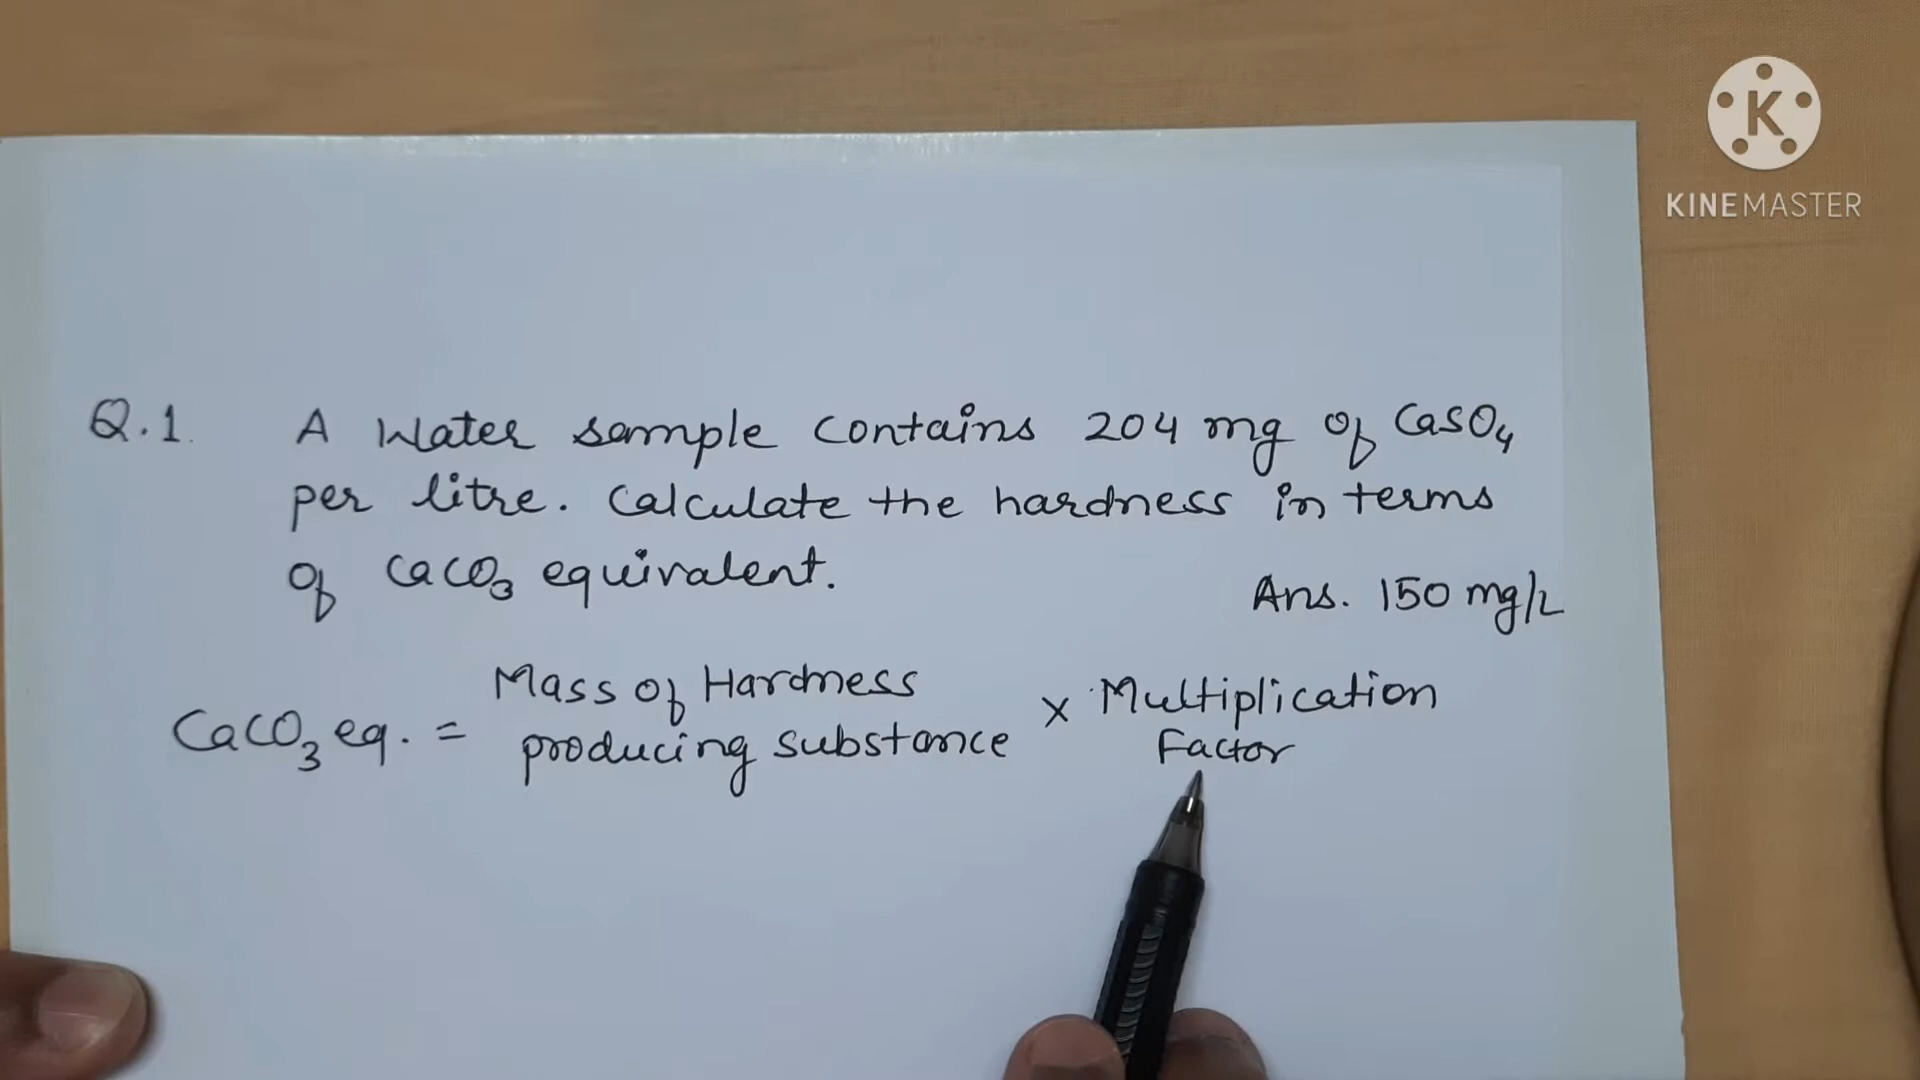 K
KINEMASTER
Q.1. A Water sample contains 204 mg of CaSO₄
per litre. Calculate the hardness in terms
of CaCO₃ equivalent.
Ans. 150 mg/L
CaCO₃ eq. = Mass of Hardness producing substance × Multiplication Factor